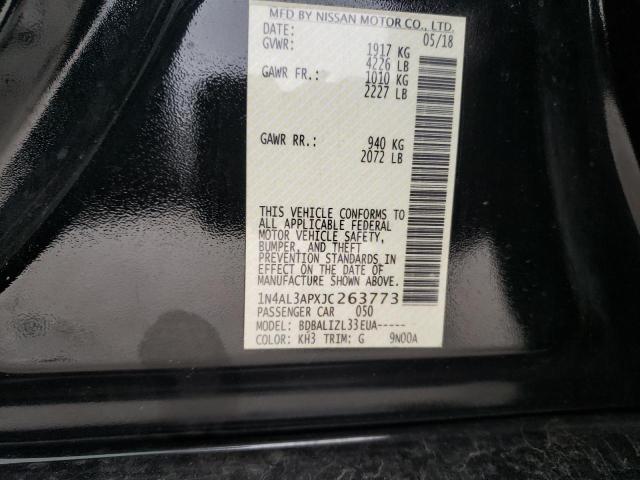 MFD BY NISSAN MOTOR CO., LTD.
DATE: 05/18
GVWR: 1917 KG
4226 LB
GAWR FR.: 1010 KG
2227 LB
GAWR RR.: 940 KG
2072 LB
THIS VEHICLE CONFORMS TO
ALL APPLICABLE FEDERAL
MOTOR VEHICLE SAFETY,
BUMPER, AND THEFT
PREVENTION STANDARDS IN
EFFECT ON THE DATE OF
MANUFACTURE SHOWN ABOVE.
1N4AL3APXJC263773
PASSENGER CAR 050
MODEL: BDBALIZL33EUA-----
COLOR: KH3 TRIM: G 9N00A